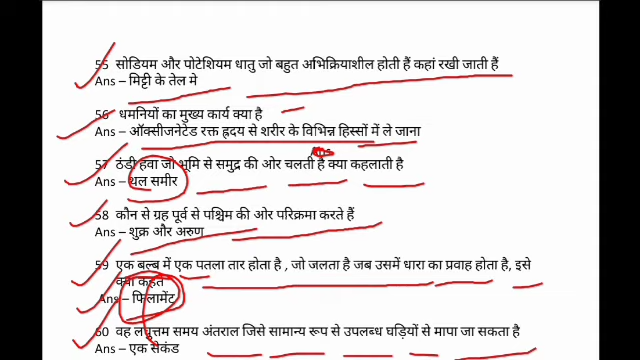 55 सोडियम और पोटेशियम धातु जो बहुत अभिक्रियाशील होती हैं कहां रखी जाती हैं
Ans – मिट्टी के तेल मे
56 धमनियों का मुख्य कार्य क्या है
Ans – ऑक्सीजनेटेड रक्त ह्रदय से शरीर के विभिन्न हिस्सों में ले जाना
57 ठंडी हवा जो भूमि से समुद्र की ओर चलती है क्या कहलाती है
Ans – थल समीर
58 कौन से ग्रह पूर्व से पश्चिम की ओर परिक्रमा करते हैं
Ans – शुक्र और अरुण
59 एक बल्ब में एक पतला तार होता है , जो जलता है जब उसमें धारा का प्रवाह होता है, इसे
क्या कहते
Ans – फिलामेंट
60 वह लघुत्तम समय अंतराल जिसे सामान्य रूप से उपलब्ध घड़ियों से मापा जा सकता है
Ans – एक सेकंड